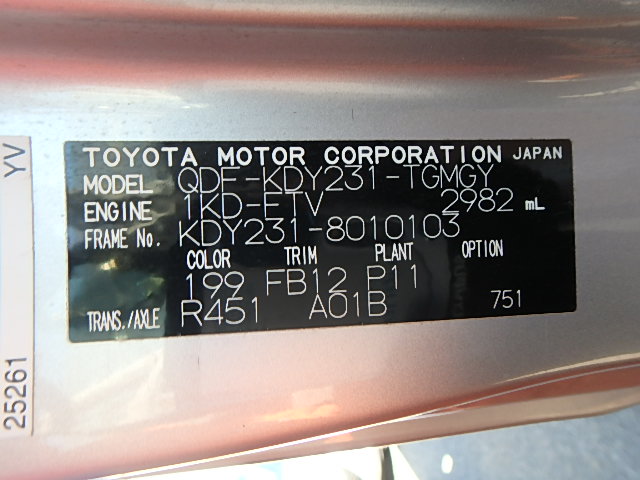 TOYOTA MOTOR CORPORATION JAPAN
MODEL QDF-KDY231-TGMGY
ENGINE 1KD-FTV 2982 mL
FRAME No. KDY231-8010103
COLOR TRIM PLANT OPTION
199 FB12 P11
TRANS./AXLE R451 A01B 751
YV
25261